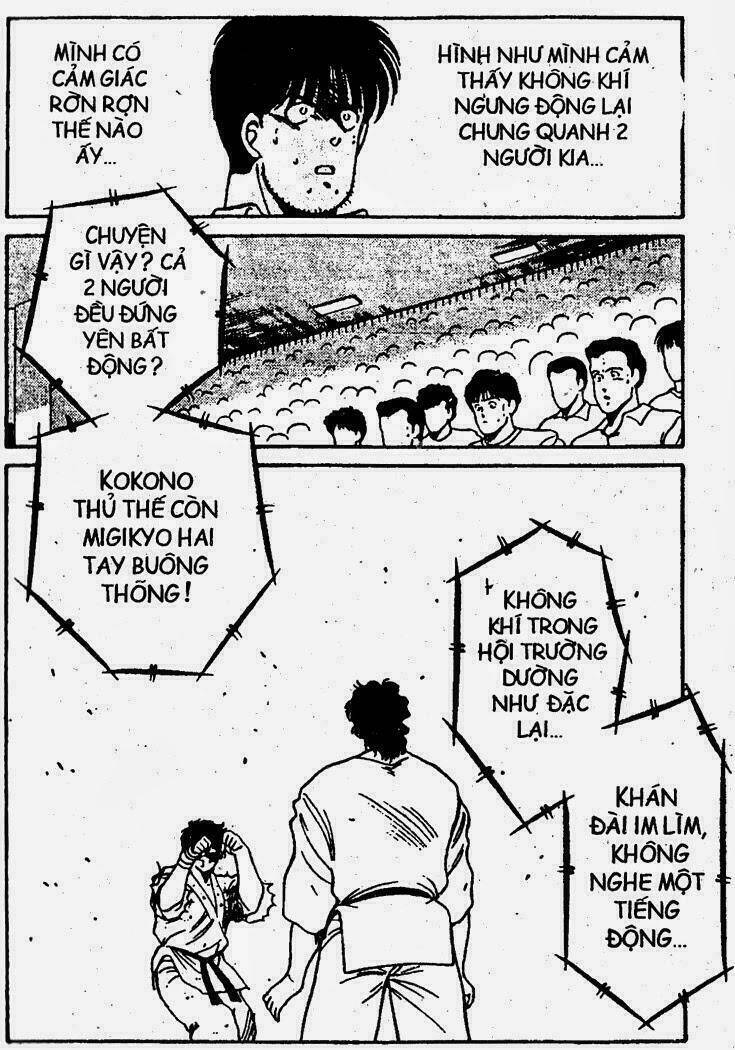 MÌNH CÓ
CẢM GIÁC
RỜN RỢN
THẾ NÀO
ẤY...
HÌNH NHƯ MÌNH CẢM
THẤY KHÔNG KHÍ
NGƯNG ĐỘNG LẠI
CHUNG QUANH 2
NGƯỜI KIA...
CHUYỆN
GÌ VẬY? CẢ
2 NGƯỜI
ĐỀU ĐỨNG
YÊN BẤT
ĐỘNG?
KOKONO
THỦ THẾ CÒN
MIGIKYO HAI
TAY BUÔNG
THÕNG!
KHÔNG
KHÍ TRONG
HỘI TRƯỜNG
DƯỜNG
NHƯ ĐẶC
LẠI...
KHÁN
ĐÀI IM LÌM,
KHÔNG
NGHE MỘT
TIẾNG
ĐỘNG...